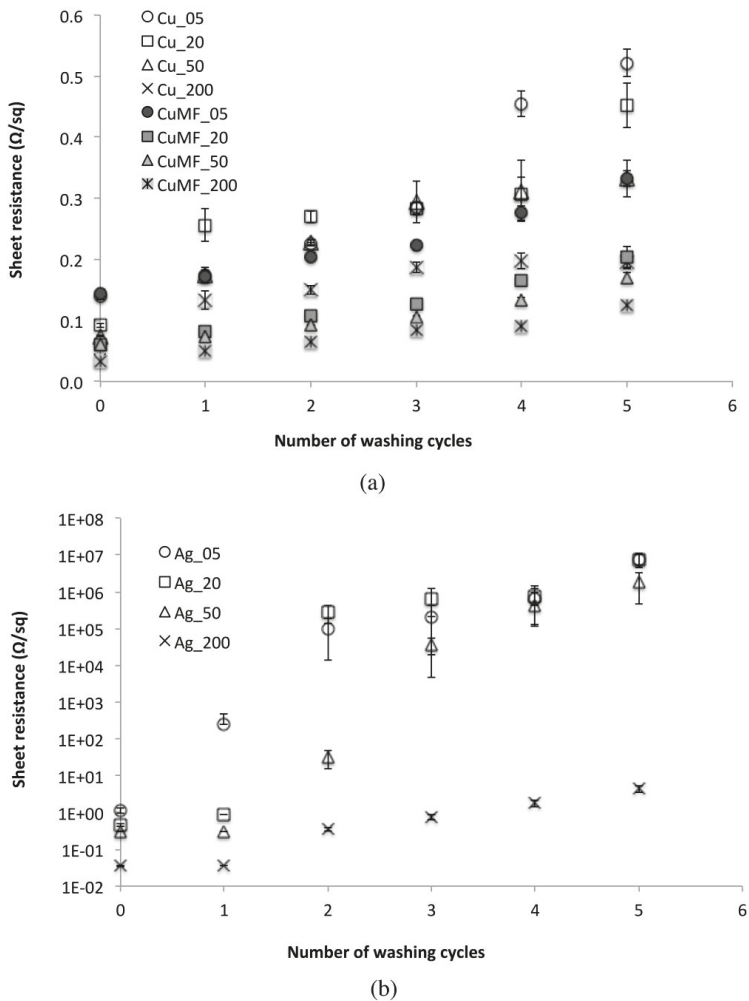 Cu_05
Cu_20
Cu_50
Cu_200
CuMF_05
CuMF_20
CuMF_50
CuMF_200
Sheet resistance (Ω/sq)
0.6
0.5
0.4
0.3
0.2
0.1
0.0
0 1 2 3 4 5 6
Number of washing cycles
(a)
Ag_05
Ag_20
Ag_50
Ag_200
Sheet resistance (Ω/sq)
1E+08
1E+07
1E+06
1E+05
1E+04
1E+03
1E+02
1E+01
1E+00
1E-01
1E-02
0 1 2 3 4 5 6
Number of washing cycles
(b)